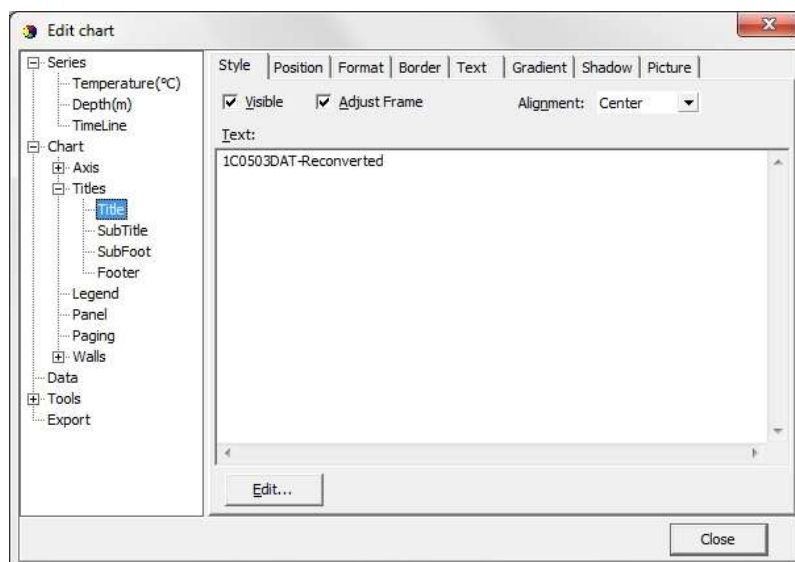 Edit chart
Series
Temperature(°C)
Depth(m)
TimeLine
Chart
Axis
Titles
Title
SubTitle
SubFoot
Footer
Legend
Panel
Paging
Walls
Data
Tools
Export
Style Position Format Border Text Gradient Shadow Picture
Visible Adjust Frame Alignment: Center
Text:
1C0503DAT-Reconverted
Edit...
Close